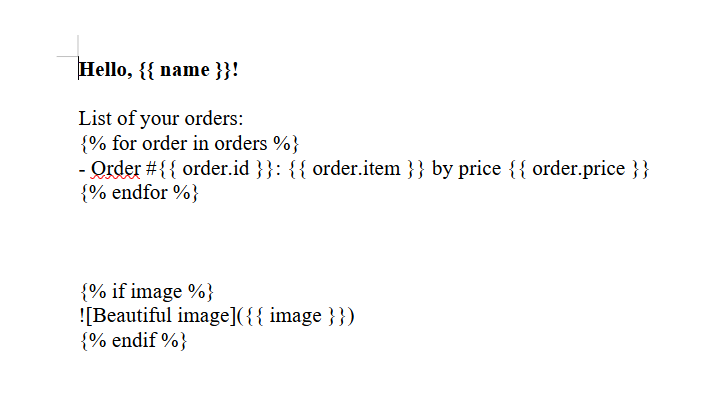 Hello, {{ name }}!
List of your orders:
{% for order in orders %}
- Order #{{ order.id }}: {{ order.item }} by price {{ order.price }}
{% endfor %}
{% if image %}
![Beautiful image]({{ image }})
{% endif %}